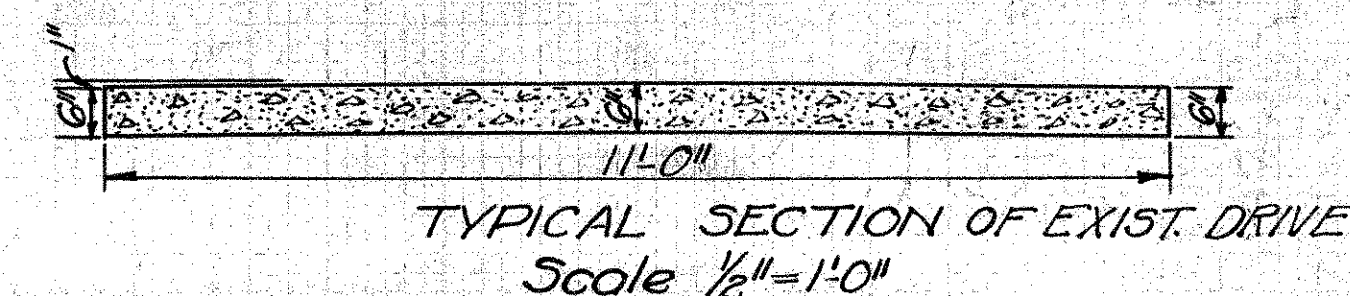 1"
6" 6" 6"
11'-0"
TYPICAL SECTION OF EXIST. DRIVE
Scale 1/2"=1'-0"